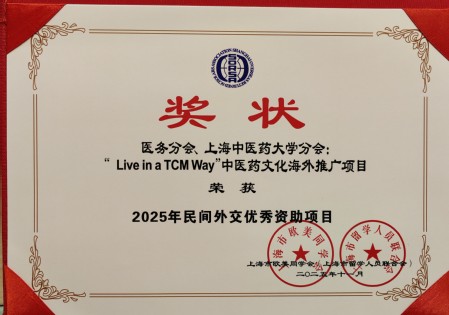 奖状
医务分会、上海中医药大学分会:
“Live in a TCM Way”中医药文化海外推广项目
荣获
2025年民间外交优秀资助项目
上海市欧美同学会(上海市留学人员联合会)
二〇二五年十一月